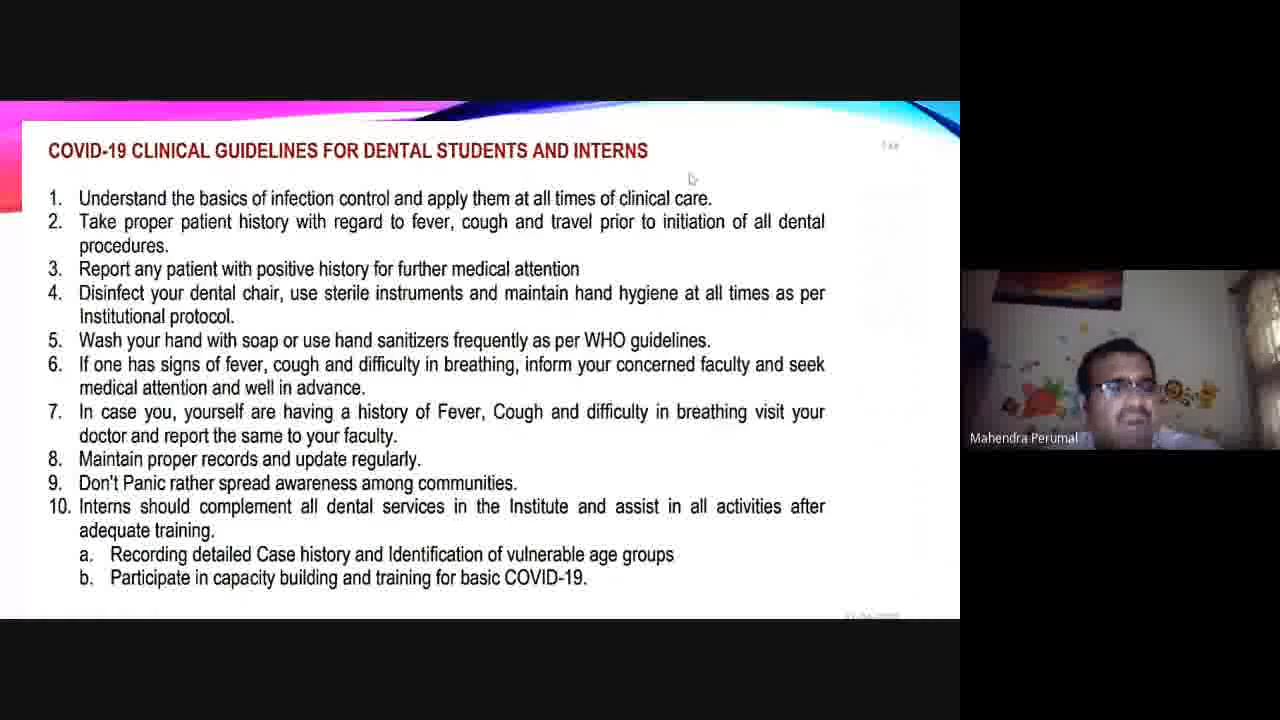 COVID-19 CLINICAL GUIDELINES FOR DENTAL STUDENTS AND INTERNS
1. Understand the basics of infection control and apply them at all times of clinical care.
2. Take proper patient history with regard to fever, cough and travel prior to initiation of all dental
procedures.
3. Report any patient with positive history for further medical attention
4. Disinfect your dental chair, use sterile instruments and maintain hand hygiene at all times as per
Institutional protocol.
5. Wash your hand with soap or use hand sanitizers frequently as per WHO guidelines.
6. If one has signs of fever, cough and difficulty in breathing, inform your concerned faculty and seek
medical attention and well in advance.
7. In case you, yourself are having a history of Fever, Cough and difficulty in breathing visit your
doctor and report the same to your faculty.
8. Maintain proper records and update regularly.
9. Don't Panic rather spread awareness among communities.
10. Interns should complement all dental services in the Institute and assist in all activities after
adequate training.
a. Recording detailed Case history and Identification of vulnerable age groups
b. Participate in capacity building and training for basic COVID-19.
Mahendra Perumal